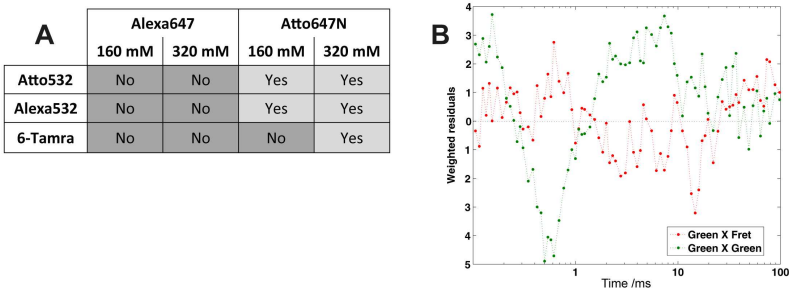 A
Alexa647 Atto647N
160 mM 320 mM 160 mM 320 mM
Atto532 No No Yes Yes
Alexa532 No No Yes Yes
6-Tamra No No No Yes
B
Weighted residuals
5
4
3
2
1
0
1
2
3
4
5
Green X Fret
Green X Green
1 10 100
Time /ms